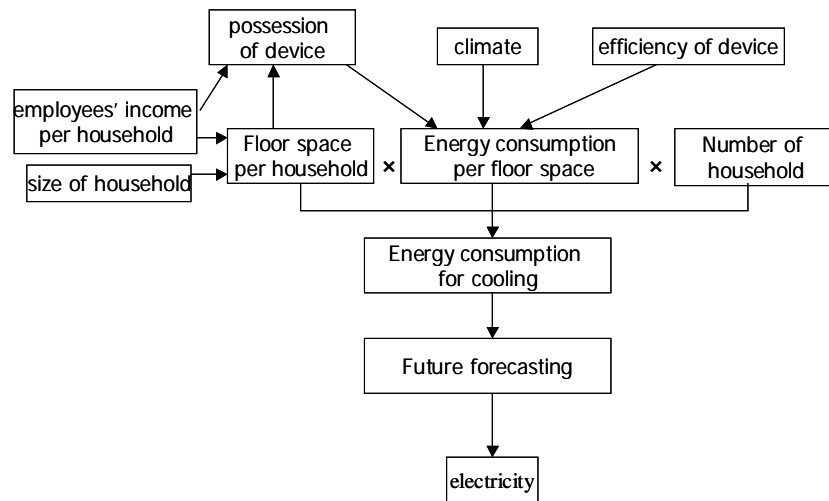 possession
of device
climate
efficiency of device
employees' income
per household
Floor space
per household
×
Energy consumption
per floor space
×
Number of
household
size of household
Energy consumption
for cooling
Future forecasting
electricity